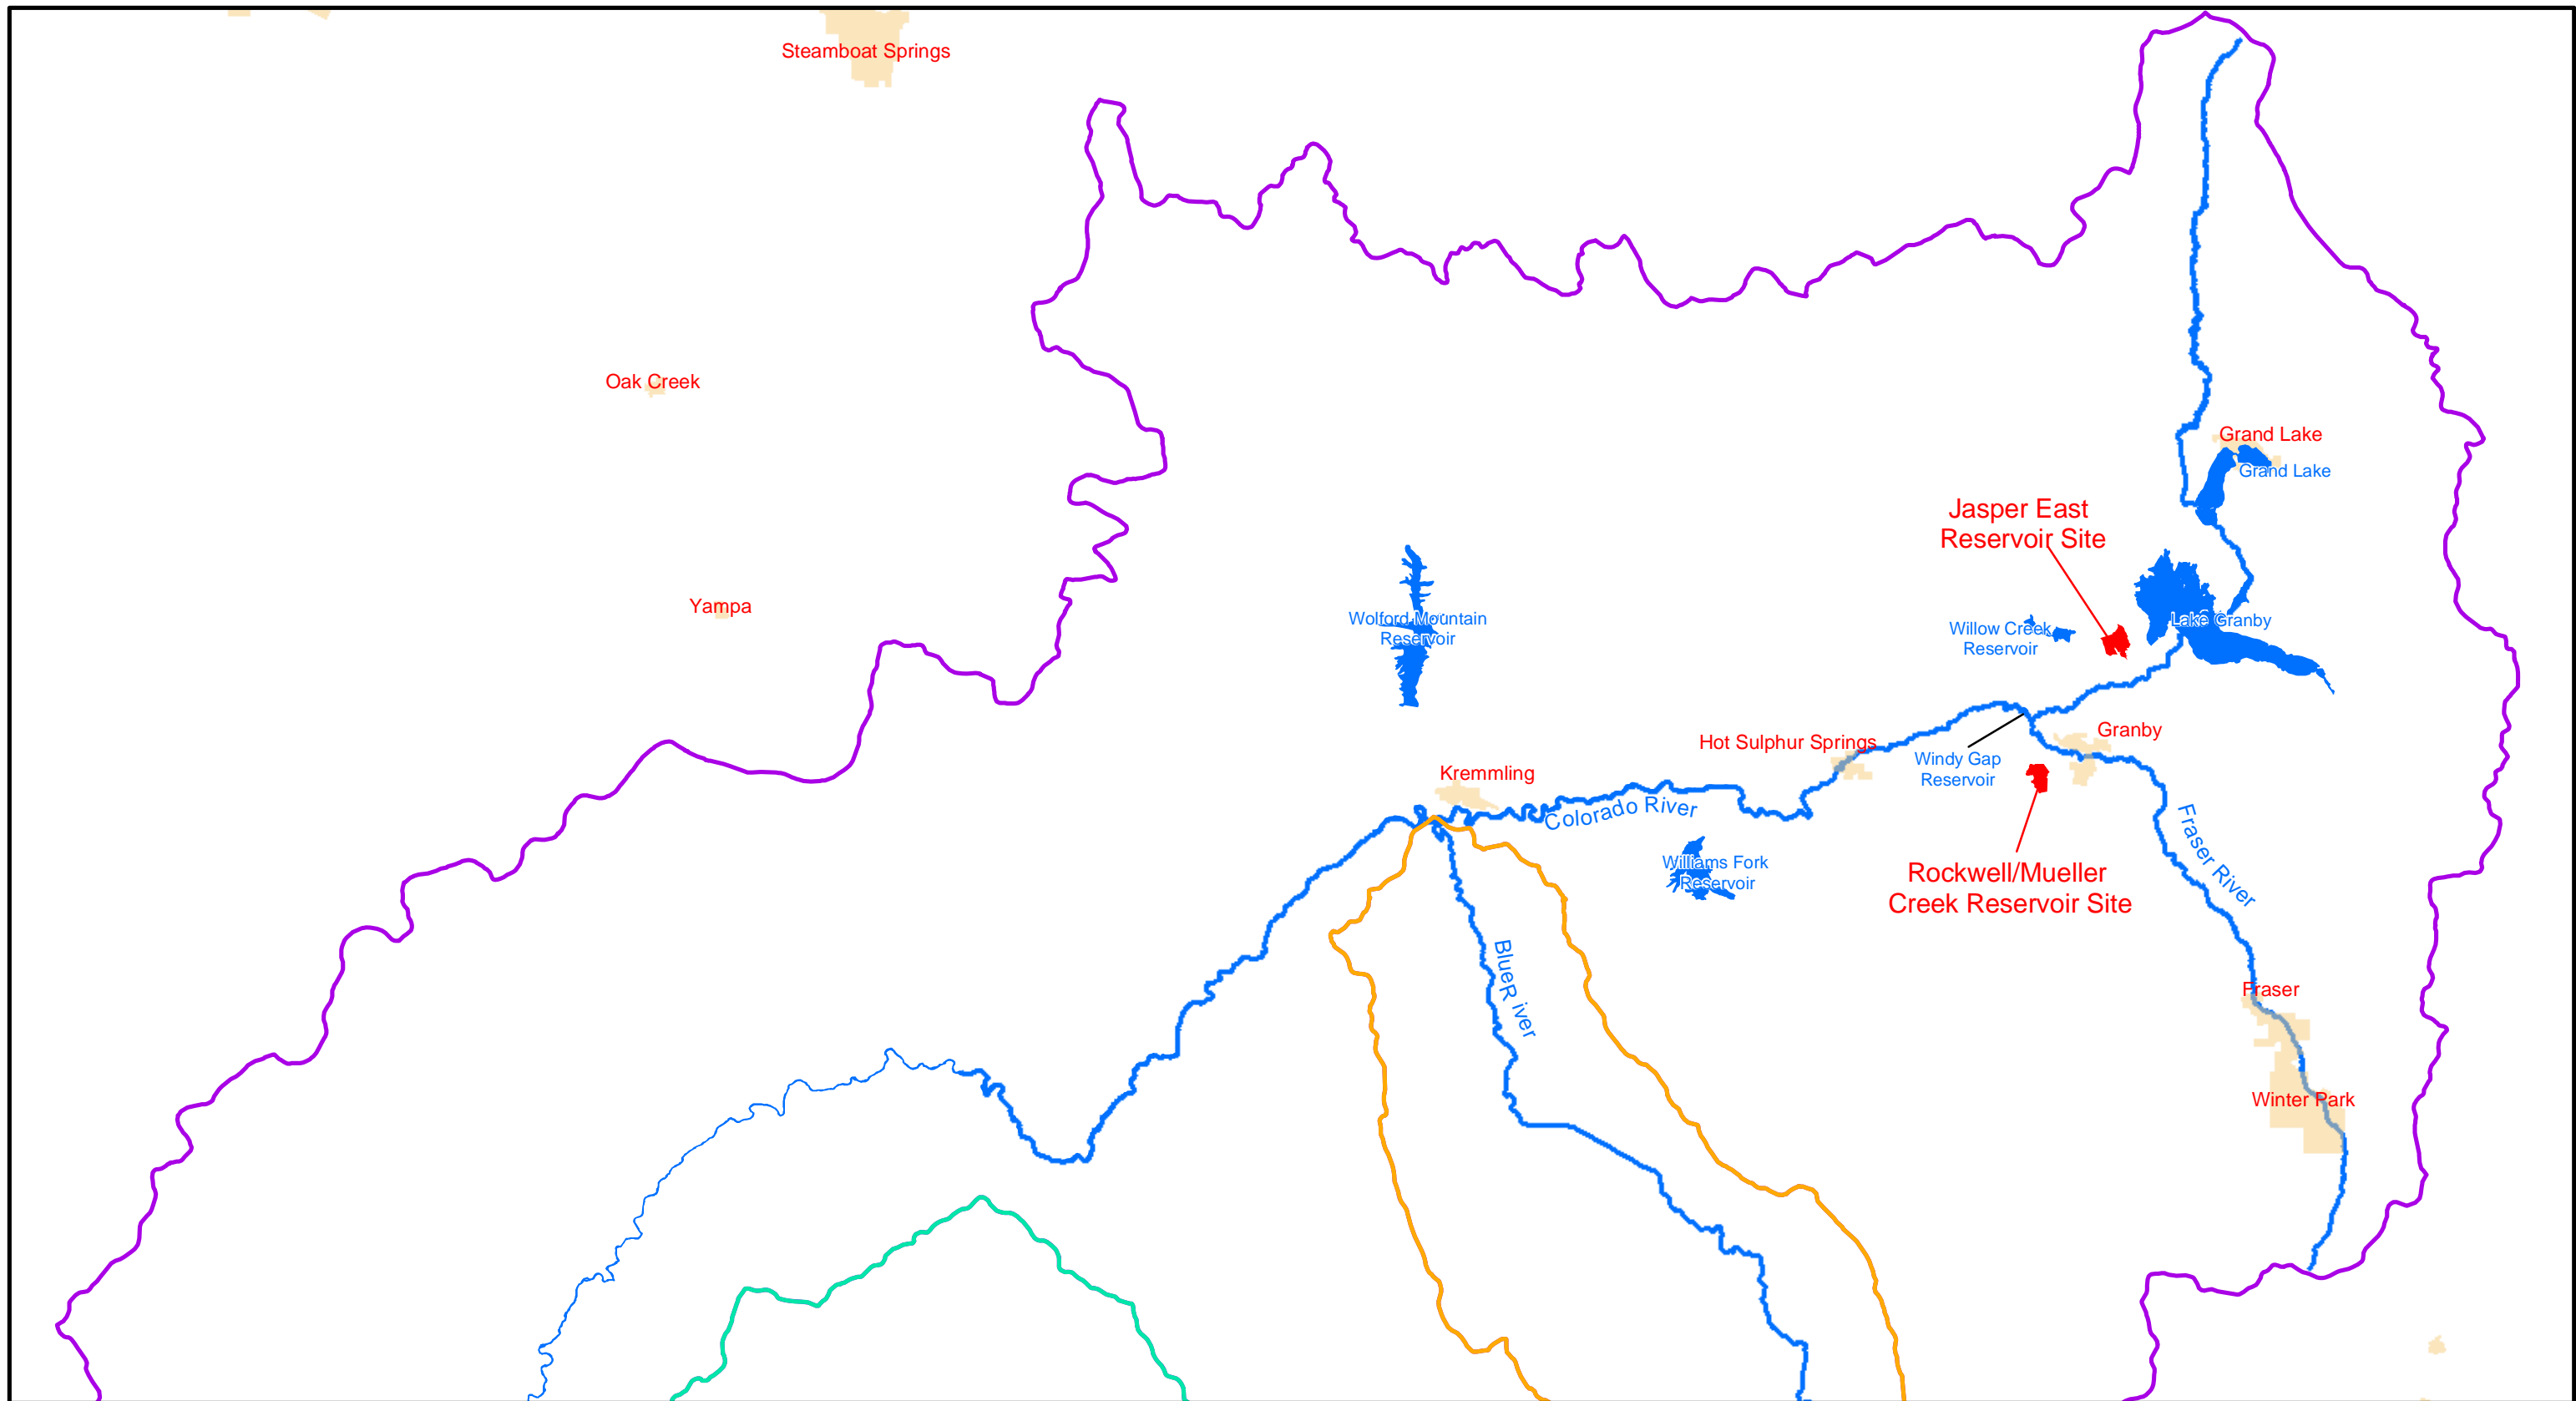 Steamboat Springs
Oak Creek
Grand Lake
Grand Lake
Jasper East
Reservoir Site
Yampa
Wolford Mountain
Reservoir
Willow Creek
Reservoir
Lake Granby
Granby
Hot Sulphur Springs
Windy Gap
Reservoir
Kremmling
Colorado River
Fraser River
Williams Fork
Reservoir
Rockwell/Mueller
Creek Reservoir Site
BlueR iver
Fraser
Winter Park